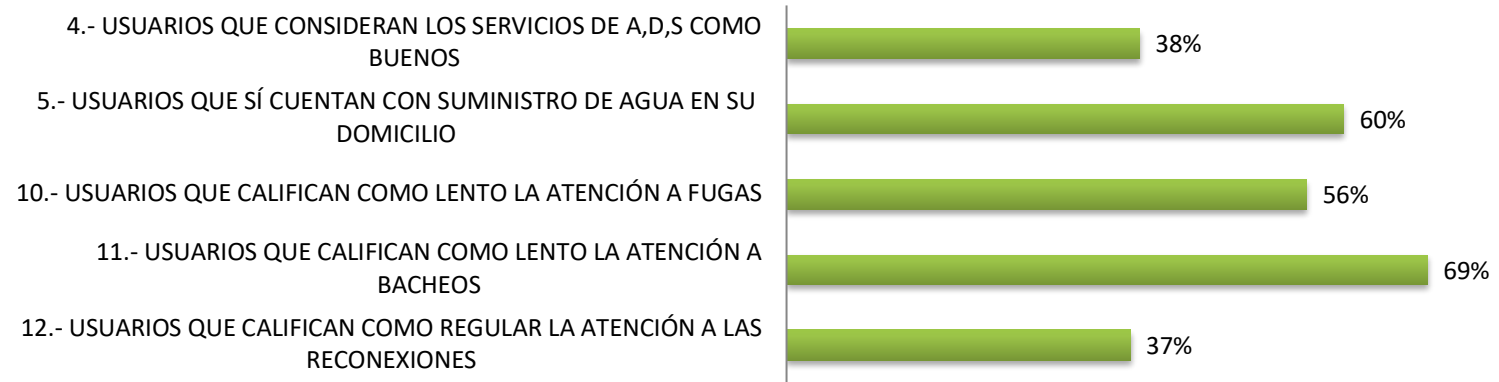 4.- USUARIOS QUE CONSIDERAN LOS SERVICIOS DE A,D,S COMO
BUENOS
38%
5.- USUARIOS QUE SÍ CUENTAN CON SUMINISTRO DE AGUA EN SU
DOMICILIO
60%
10.- USUARIOS QUE CALIFICAN COMO LENTO LA ATENCIÓN A FUGAS
56%
11.- USUARIOS QUE CALIFICAN COMO LENTO LA ATENCIÓN A
BACHEOS
69%
12.- USUARIOS QUE CALIFICAN COMO REGULAR LA ATENCIÓN A LAS
RECONEXIONES
37%